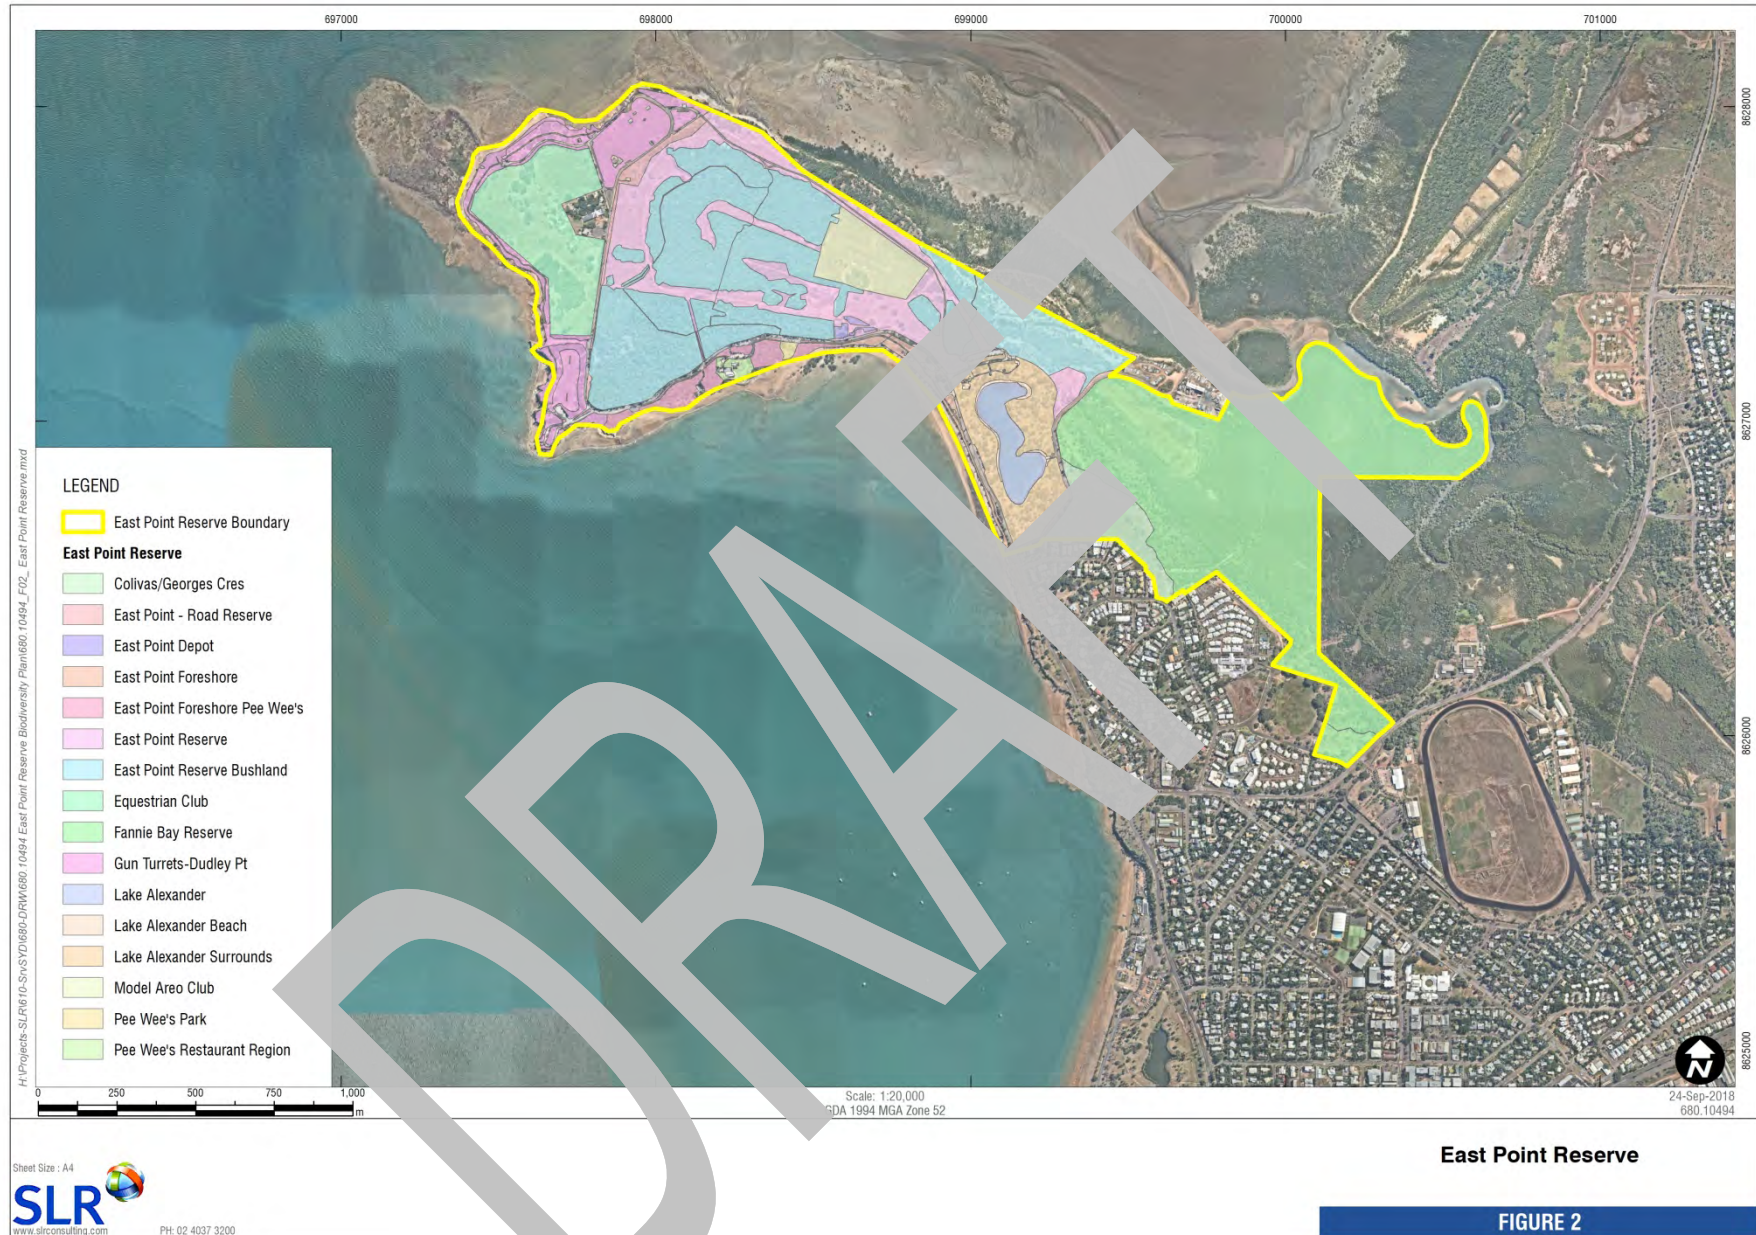 697000
698000
699000
700000
701000
8628000
8627000
8626000
8625000
LEGEND
East Point Reserve Boundary
East Point Reserve
Colivas/Georges Cres
East Point - Road Reserve
East Point Depot
East Point Foreshore
East Point Foreshore Pee Wee's
East Point Reserve
East Point Reserve Bushland
Equestrian Club
Fannie Bay Reserve
Gun Turrets-Dudley Pt
Lake Alexander
Lake Alexander Beach
Lake Alexander Surrounds
Model Areo Club
Pee Wee's Park
Pee Wee's Restaurant Region
H:\Projects-SLR\610-SrvSYD\680-DRW\680.10494 East Point Reserve Biodiversity Plan\680.10494_F02_ East Point Reserve.mxd
DRAFT
N
0 250 500 750 1,000
m
Scale: 1:20,000
GDA 1994 MGA Zone 52
24-Sep-2018
680.10494
Sheet Size : A4
SLR
www.slrconsulting.com
PH: 02 4037 3200
East Point Reserve
FIGURE 2